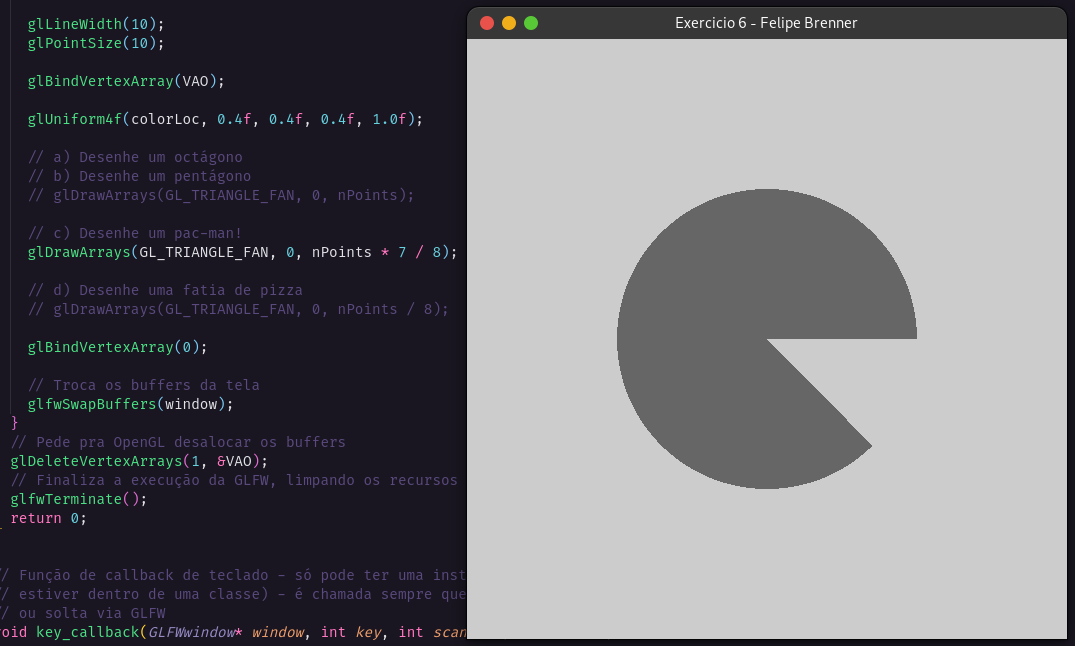 glLineWidth(10);
glPointSize(10);
glBindVertexArray(VAO);
glUniform4f(colorLoc, 0.4f, 0.4f, 0.4f, 1.0f);
// a) Desenhe um octágono
// b) Desenhe um pentágono
// glDrawArrays(GL_TRIANGLE_FAN, 0, nPoints);
// c) Desenhe um pac-man!
glDrawArrays(GL_TRIANGLE_FAN, 0, nPoints * 7 / 8);
// d) Desenhe uma fatia de pizza
// glDrawArrays(GL_TRIANGLE_FAN, 0, nPoints / 8);
glBindVertexArray(0);
// Troca os buffers da tela
glfwSwapBuffers(window);
}
// Pede pra OpenGL desalocar os buffers
glDeleteVertexArrays(1, &VAO);
// Finaliza a execução da GLFW, limpando os recursos
glfwTerminate();
return 0;
// Função de callback de teclado - só pode ter uma inst
// estiver dentro de uma classe) - é chamada sempre que
// ou solta via GLFW
oid key_callback(GLFWwindow* window, int key, int scan
Exercicio 6 - Felipe Brenner